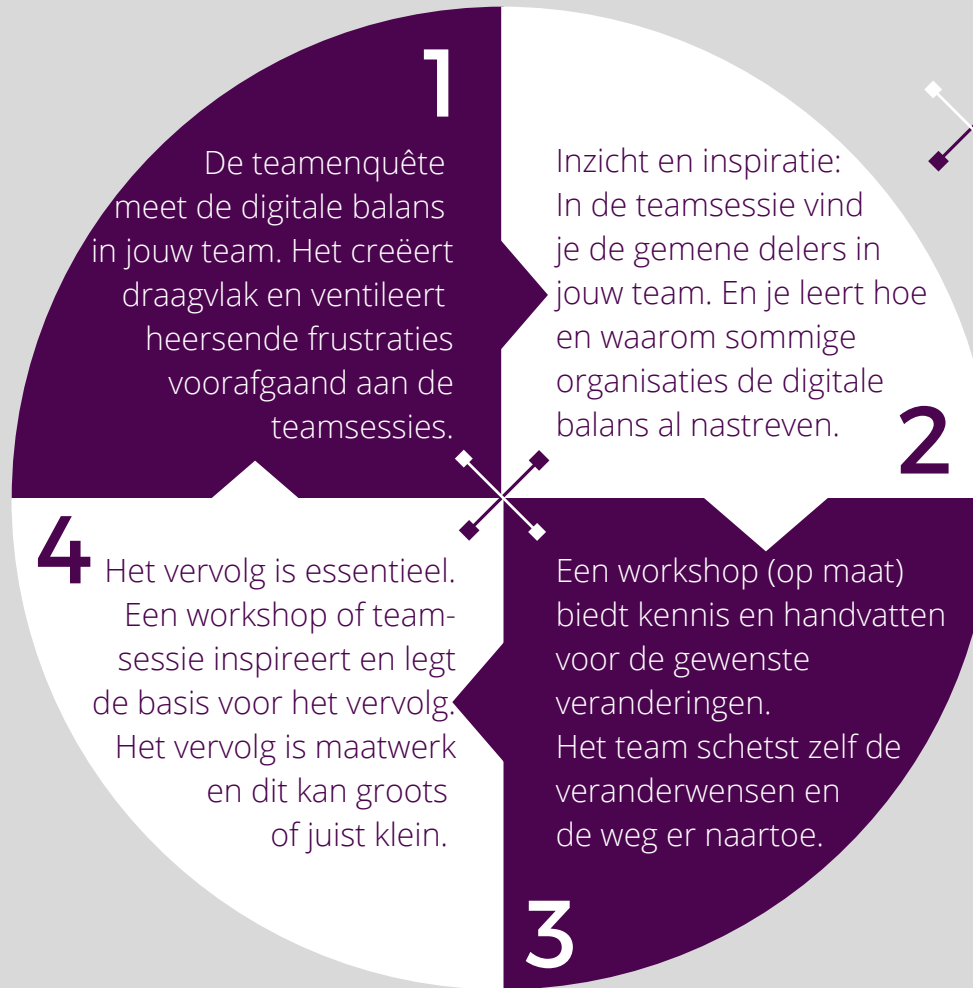 1
De teamenquête
meet de digitale balans
in jouw team. Het creëert
draagvlak en ventileert
heersende frustraties
voorafgaand aan de
teamsessies.
Inzicht en inspiratie:
In de teamsessie vind
je de gemene delers in
jouw team. En je leert hoe
en waarom sommige
organisaties de digitale
balans al nastreven.
2
Een workshop (op maat)
biedt kennis en handvatten
voor de gewenste
veranderingen.
Het team schetst zelf de
veranderwensen en
de weg er naartoe.
3
4
Het vervolg is essentieel.
Een workshop of team-
sessie inspireert en legt
de basis voor het vervolg.
Het vervolg is maatwerk
en dit kan groots
of juist klein.